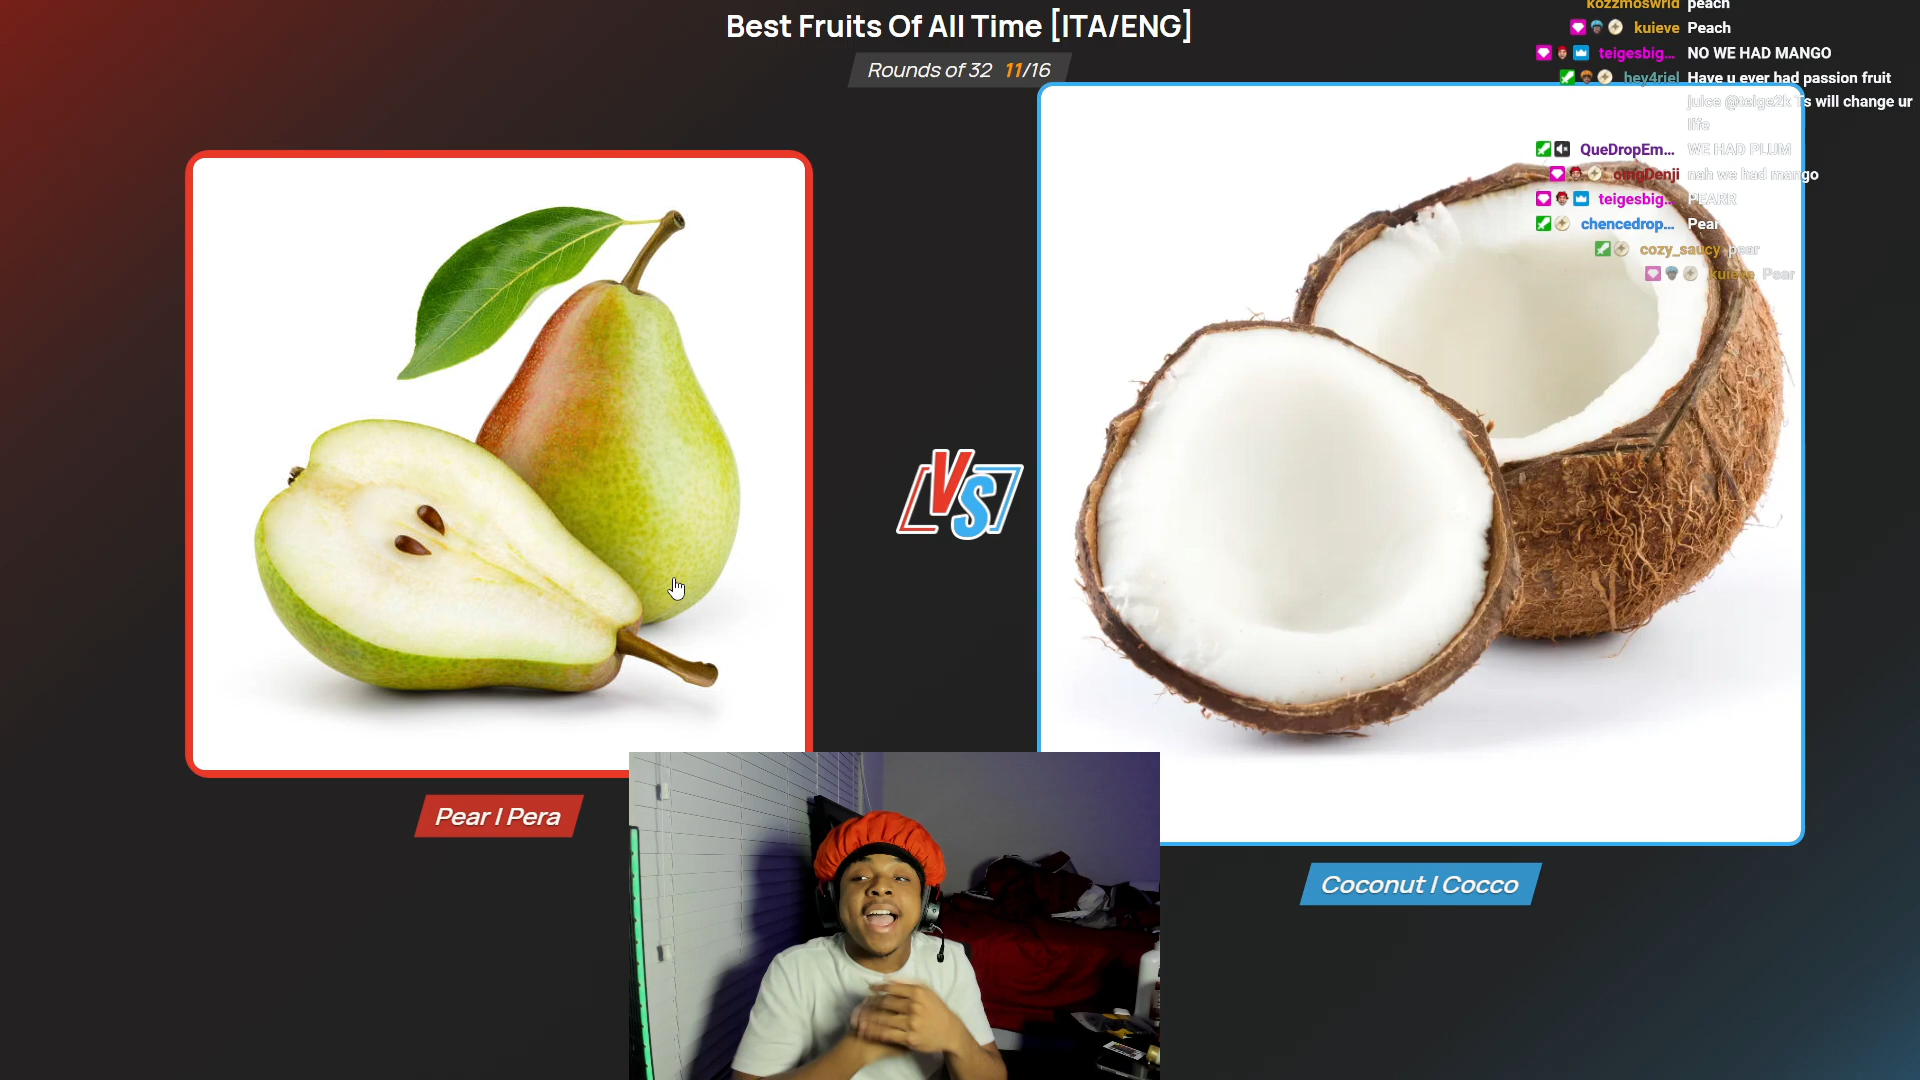 Best Fruits Of All Time [ITA/ENG]
Rounds of 32 11/16
kozzmoswrld peach
kuieve Peach
teigesbig... NO WE HAD MANGO
hey4riel Have u ever had passion fruit
juice @teige2k Ts will change ur
life
QueDropEm... WE HAD PLUM
omgDenji nah we had mango
teigesbig... PEARR
chencedrop... Pear
cozy_saucy pear
kuieve Pear
VS
Pear | Pera
Coconut | Cocco